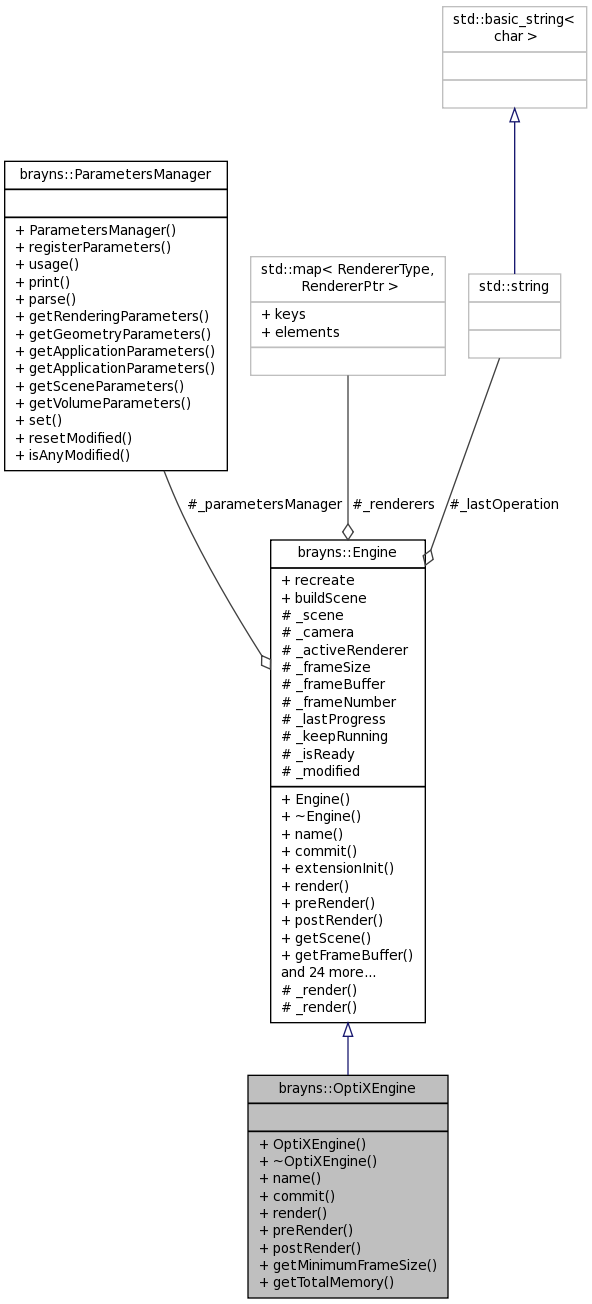 std::basic_string<
char >
brayns::ParametersManager
+ ParametersManager()
+ registerParameters()
+ usage()
+ print()
+ parse()
+ getRenderingParameters()
+ getGeometryParameters()
+ getApplicationParameters()
+ getApplicationParameters()
+ getSceneParameters()
+ getVolumeParameters()
+ set()
+ resetModified()
+ isAnyModified()
std::map< RendererType,
RendererPtr >
+ keys
+ elements
std::string
#_parametersManager
#_renderers
#_lastOperation
brayns::Engine
+ recreate
+ buildScene
# _scene
# _camera
# _activeRenderer
# _frameSize
# _frameBuffer
# _frameNumber
# _lastProgress
# _keepRunning
# _isReady
# _modified
+ Engine()
+ ~Engine()
+ name()
+ commit()
+ extensionInit()
+ render()
+ preRender()
+ postRender()
+ getScene()
+ getFrameBuffer()
and 24 more...
# _render()
# _render()
brayns::OptiXEngine
+ OptiXEngine()
+ ~OptiXEngine()
+ name()
+ commit()
+ render()
+ preRender()
+ postRender()
+ getMinimumFrameSize()
+ getTotalMemory()